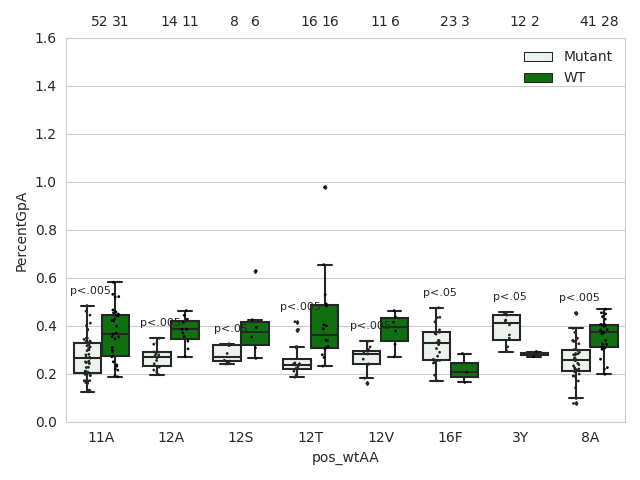 52 31 14 11 8 6 16 16 11 6 23 3 12 2 41 28
1.6
Mutant
WT
1.4
1.2
1.0
0.8
0.6
0.4
0.2
0.0
PercentGpA
p<.005
p<.005
p<.05
p<.005
p<.005
p<.05
p<.05
p<.005
11A 12A 12S 12T 12V 16F 3Y 8A
pos_wtAA